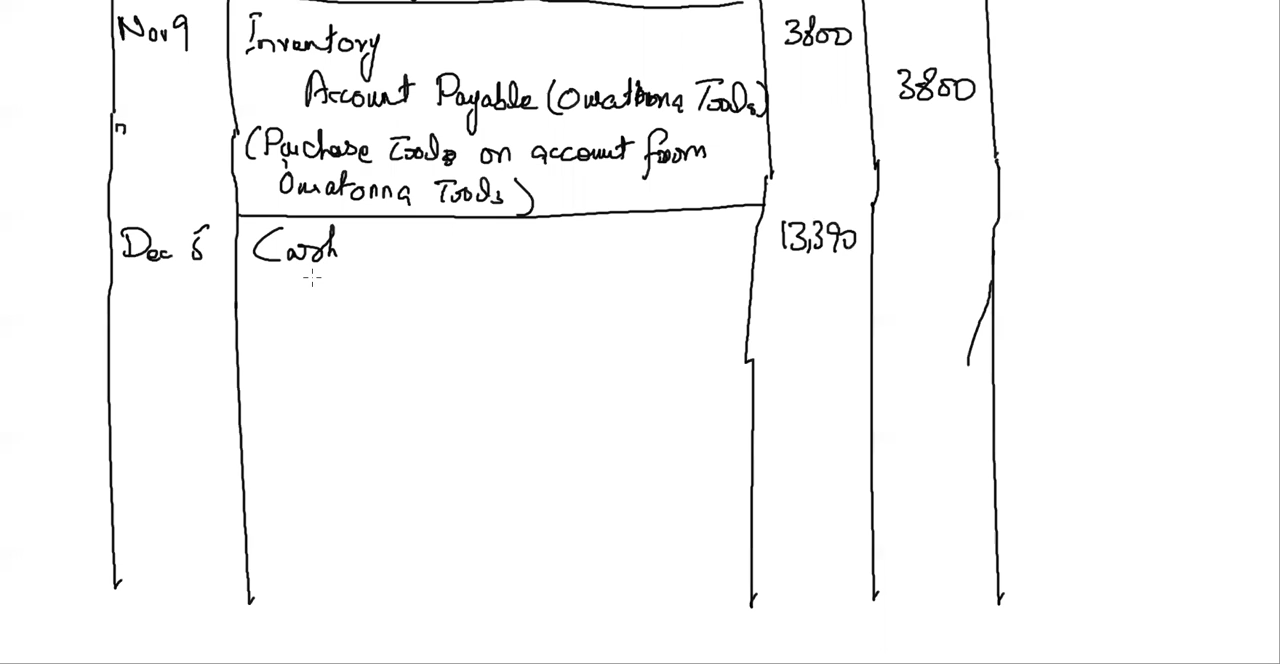 Nov 9 Inventory 3800
Account Payable (Owatonna Tools) 3800
"
(Purchase Tools on account from
Owatonna Tools)
Dec 5 Cash 13,390